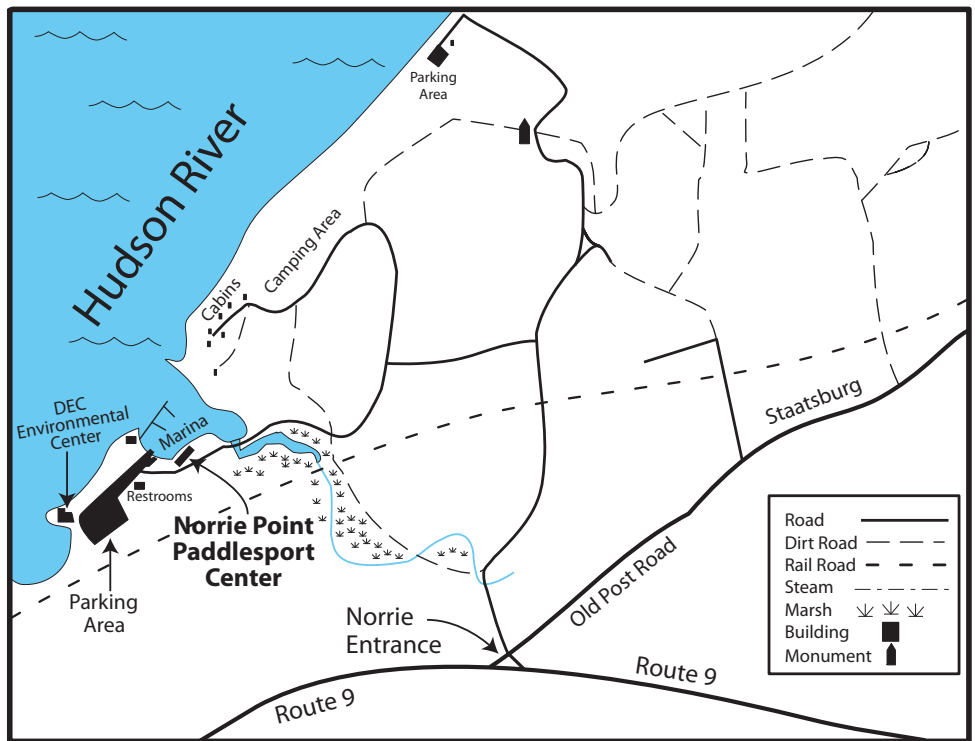 Parking
Area
Hudson River
Camping Area
Cabins
DEC
Environmental
Center
Marina
Restrooms
Norrie Point
Paddlesport
Center
Parking
Area
Staatsburg
Old Post Road
Norrie
Entrance
Route 9
Route 9
Road
Dirt Road
Rail Road
Steam
Marsh
Building
Monument